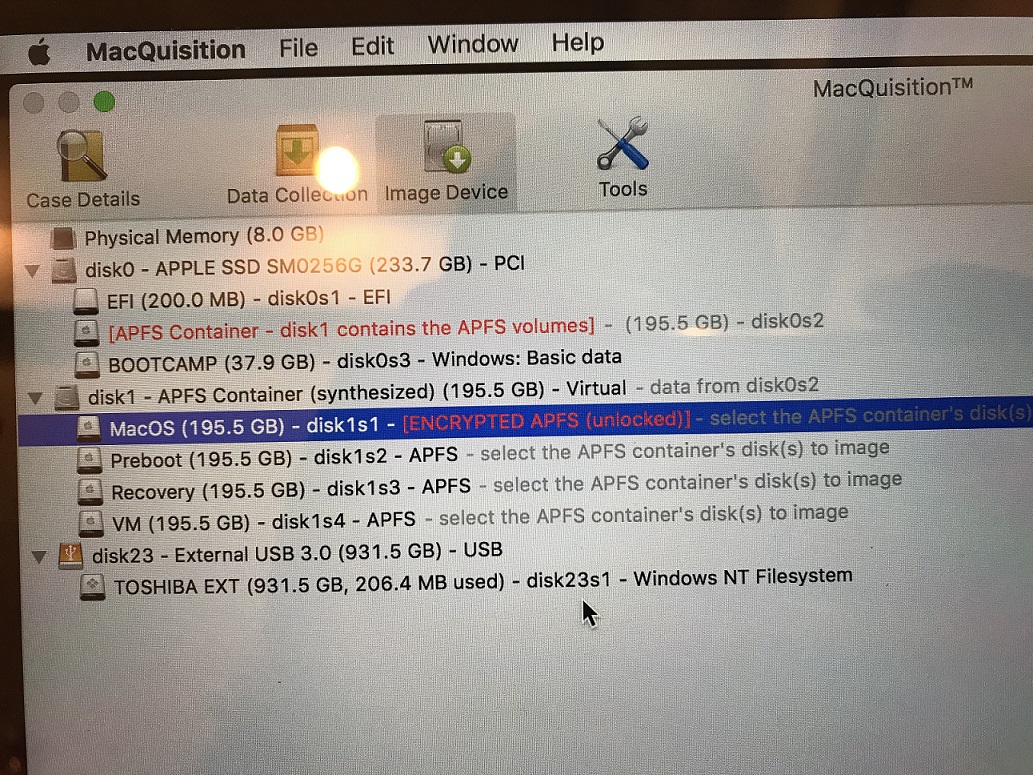 MacQuisition File Edit Window Help
MacQuisition™
Case Details Data Collection Image Device Tools
Physical Memory (8.0 GB)
disk0 - APPLE SSD SM0256G (233.7 GB) - PCI
EFI (200.0 MB) - disk0s1 - EFI
[APFS Container - disk1 contains the APFS volumes] - (195.5 GB) - disk0s2
BOOTCAMP (37.9 GB) - disk0s3 - Windows: Basic data
disk1 - APFS Container (synthesized) (195.5 GB) - Virtual - data from disk0s2
MacOS (195.5 GB) - disk1s1 - [ENCRYPTED APFS (unlocked)] - select the APFS container's disk(s)
Preboot (195.5 GB) - disk1s2 - APFS - select the APFS container's disk(s) to image
Recovery (195.5 GB) - disk1s3 - APFS - select the APFS container's disk(s) to image
VM (195.5 GB) - disk1s4 - APFS - select the APFS container's disk(s) to image
disk23 - External USB 3.0 (931.5 GB) - USB
TOSHIBA EXT (931.5 GB, 206.4 MB used) - disk23s1 - Windows NT Filesystem